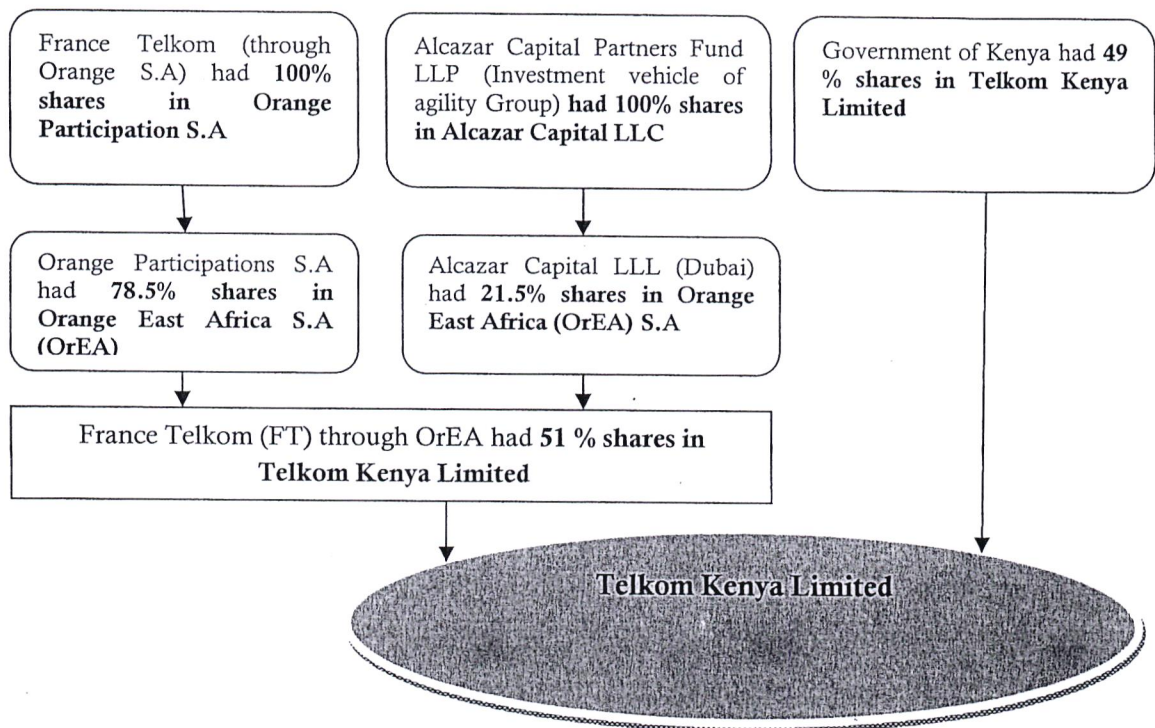 France Telkom (through
Orange S.A) had 100%
shares in Orange
Participation S.A
Alcazar Capital Partners Fund
LLP (Investment vehicle of
agility Group) had 100% shares
in Alcazar Capital LLC
Government of Kenya had 49
% shares in Telkom Kenya
Limited
Orange Participations S.A
had 78.5% shares in
Orange East Africa S.A
(OrEA)
Alcazar Capital LLL (Dubai)
had 21.5% shares in Orange
East Africa (OrEA) S.A
France Telkom (FT) through OrEA had 51 % shares in
Telkom Kenya Limited
Telkom Kenya Limited